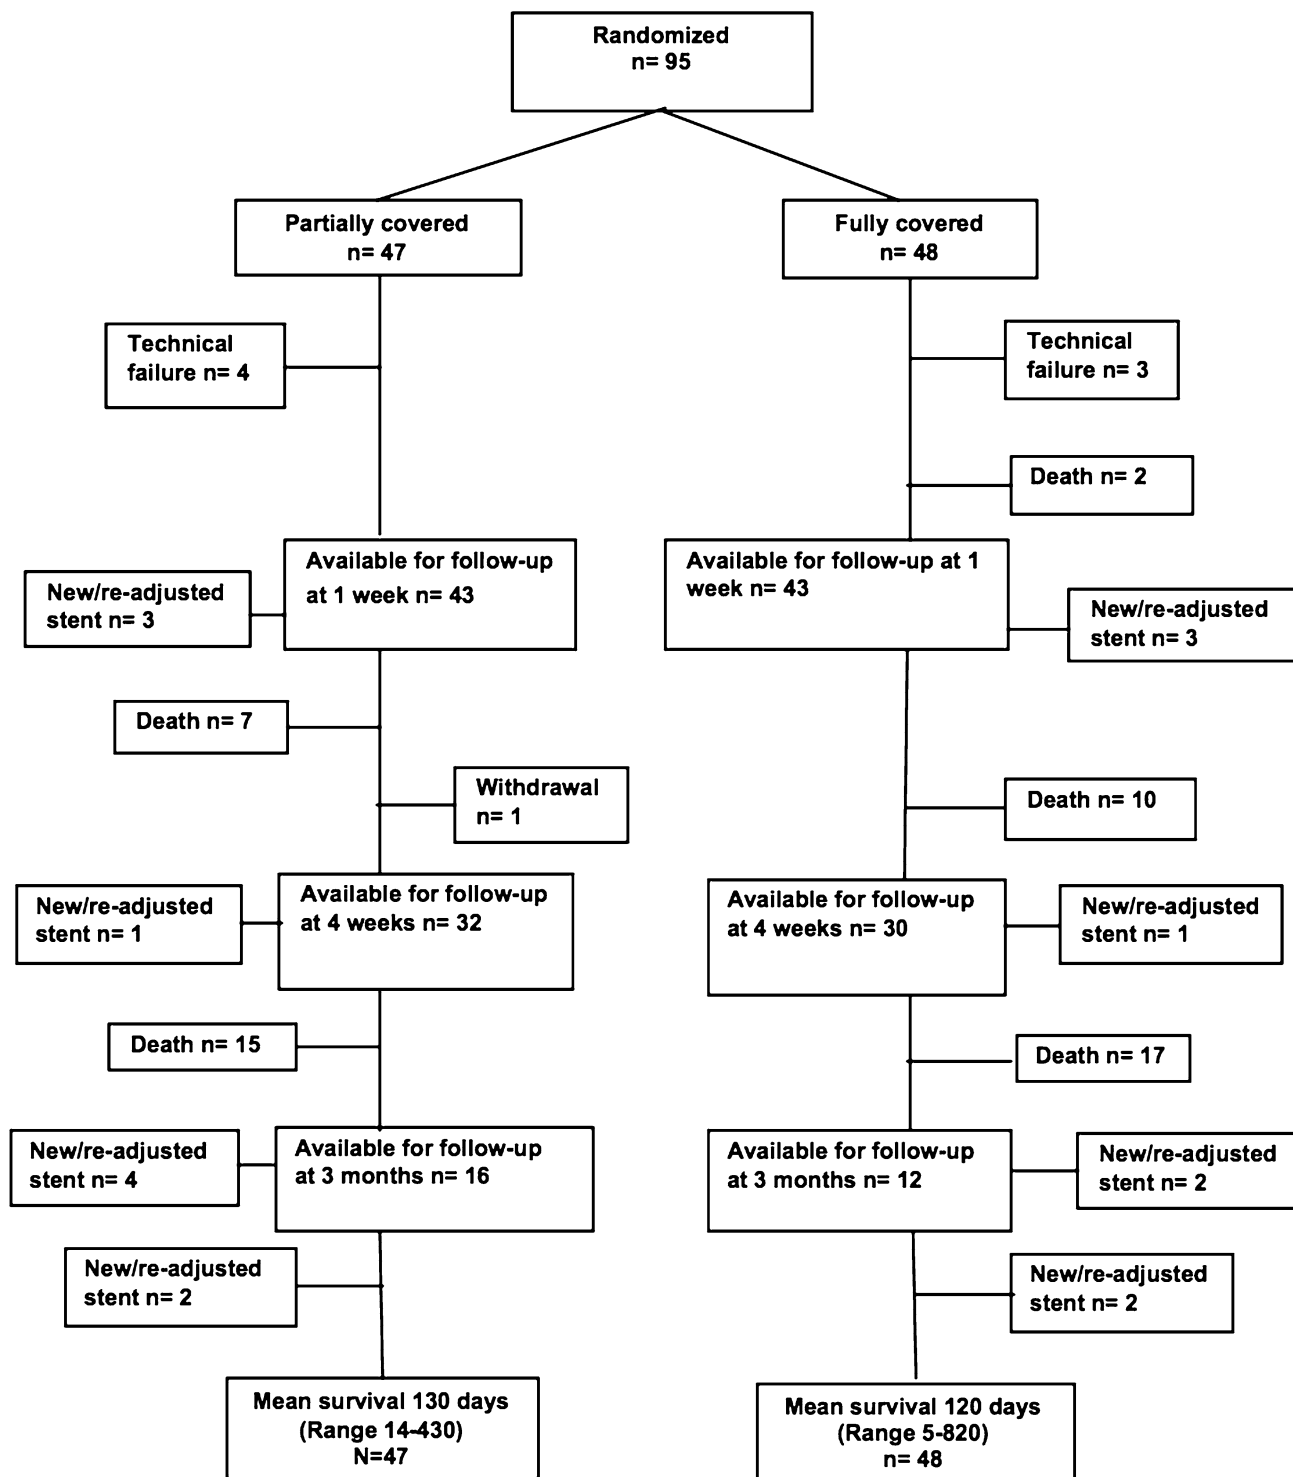 Randomized
n= 95
Partially covered
n= 47
Fully covered
n= 48
Technical
failure n= 4
Technical
failure n= 3
Death n= 2
Available for follow-up
at 1 week n= 43
Available for follow-up at 1
week n= 43
New/re-adjusted
stent n= 3
New/re-adjusted
stent n= 3
Death n= 7
Withdrawal
n= 1
Death n= 10
Available for follow-up
at 4 weeks n= 32
Available for follow-up
at 4 weeks n= 30
New/re-adjusted
stent n= 1
New/re-adjusted
stent n= 1
Death n= 15
Death n= 17
Available for follow-up
at 3 months n= 16
Available for follow-up
at 3 months n= 12
New/re-adjusted
stent n= 4
New/re-adjusted
stent n= 2
New/re-adjusted
stent n= 2
New/re-adjusted
stent n= 2
Mean survival 130 days
(Range 14-430)
N=47
Mean survival 120 days
(Range 5-820)
n= 48